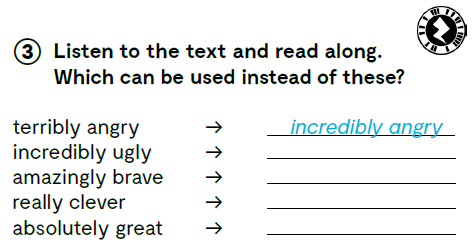 3 Listen to the text and read along.
Which can be used instead of these?
terribly angry → incredibly angry
incredibly ugly →
amazingly brave →
really clever →
absolutely great →